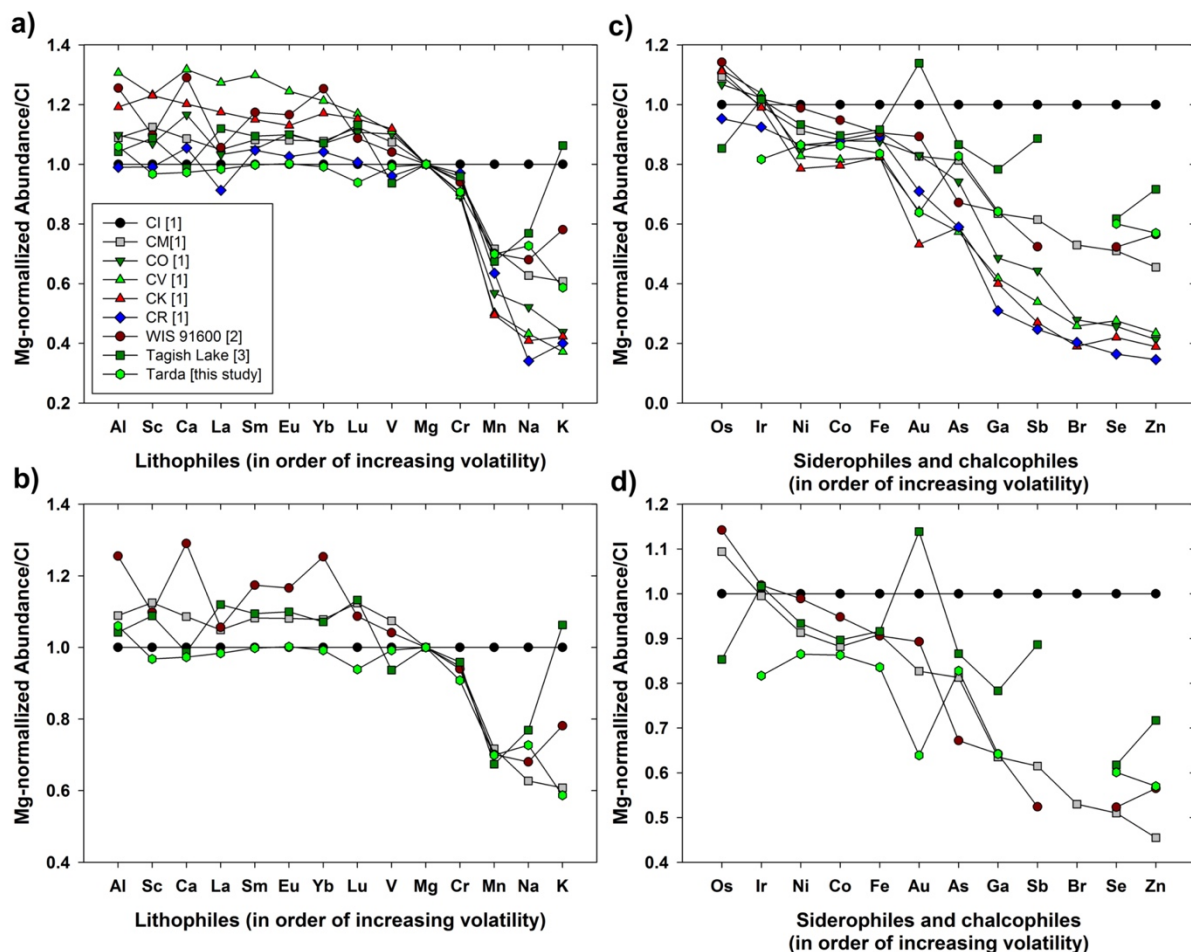 a)
1.4
1.2
1.0
0.8
0.6
0.4
0.2
Mg-normallized Abundance/CI
CI [1]
CM[1]
CO [1]
CV [1]
CK [1]
CR [1]
WIS 91600 [2]
Tagish Lake [3]
Tarda [this study]
Al Sc Ca La Sm Eu Yb Lu V Mg Cr Mn Na K
Lithophiles (in order of increasing volatility)
c)
1.2
1.0
0.8
0.6
0.4
0.2
0.0
Mg-normallized Abundance/CI
Os Ir Ni Co Fe Au As Ga Sb Br Se Zn
Siderophiles and chalcophiles
(in order of increasing volatility)
b)
1.4
1.2
1.0
0.8
0.6
0.4
Mg-normallized Abundance/CI
Al Sc Ca La Sm Eu Yb Lu V Mg Cr Mn Na K
Lithophiles (in order of increasing volatility)
d)
1.2
1.1
1.0
0.9
0.8
0.7
0.6
0.5
0.4
Mg-normallized Abundance/CI
Os Ir Ni Co Fe Au As Ga Sb Br Se Zn
Siderophiles and chalcophiles
(in order of increasing volatility)